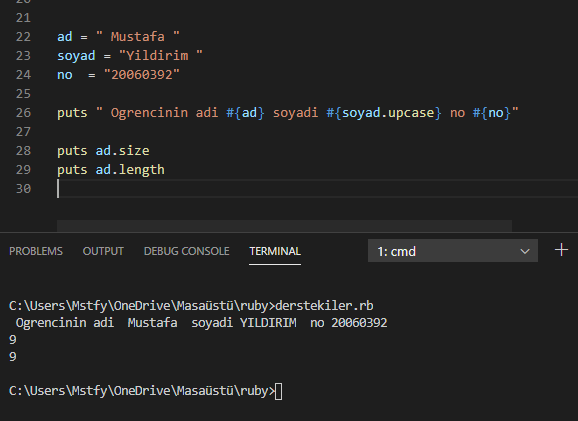 21
22 ad = " Mustafa "
23 soyad = "Yildirim "
24 no  = "20060392"
25
26 puts " Ogrencinin adi #{ad} soyadi #{soyad.upcase} no #{no}"
27
28 puts ad.size
29 puts ad.length
30
PROBLEMS OUTPUT DEBUG CONSOLE TERMINAL 1: cmd
C:\Users\Mstfy\OneDrive\Masaüstü\ruby>derstekiler.rb
 Ogrencinin adi  Mustafa  soyadi YILDIRIM  no 20060392
9
9
C:\Users\Mstfy\OneDrive\Masaüstü\ruby>